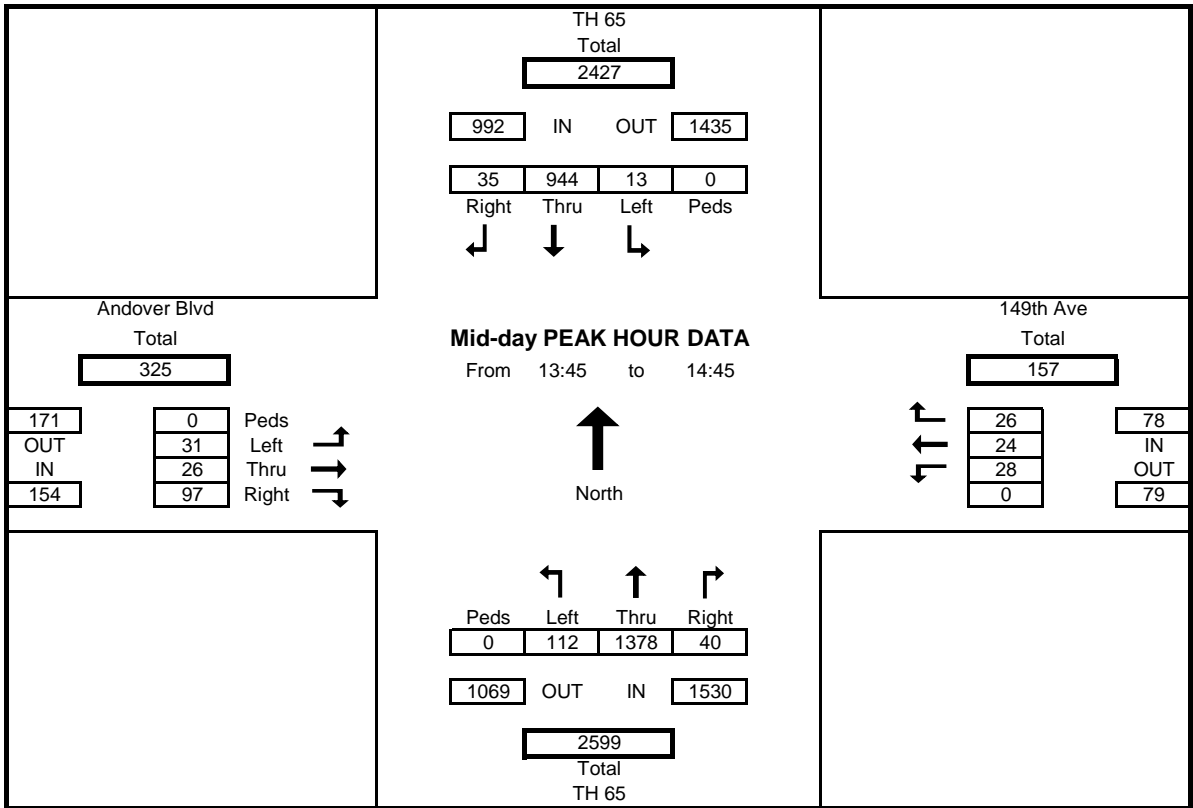 TH 65
Total
2427
992 IN OUT 1435
35 944 13 0
Right Thru Left Peds
Andover Blvd
Total
325
171 0 Peds
OUT 31 Left
IN 26 Thru
154 97 Right
Mid-day PEAK HOUR DATA
From 13:45 to 14:45
North
149th Ave
Total
157
26 78
24 IN
28 OUT
0 79
Peds Left Thru Right
0 112 1378 40
1069 OUT IN 1530
2599
Total
TH 65